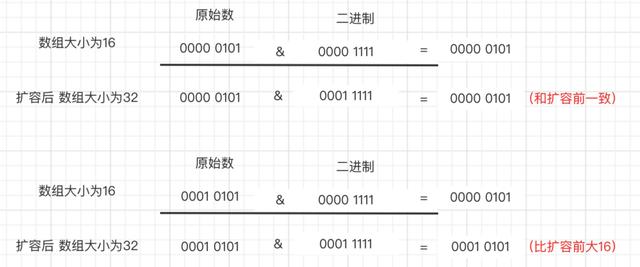 原始数 二进制
数组大小为16 0000 0101 & 0000 1111 = 0000 0101
扩容后 数组大小为32 0000 0101 & 0001 1111 = 0000 0101 (和扩容前一致)
原始数 二进制
数组大小为16 0001 0101 & 0000 1111 = 0000 0101
扩容后 数组大小为32 0001 0101 & 0001 1111 = 0001 0101 (比扩容前大16)